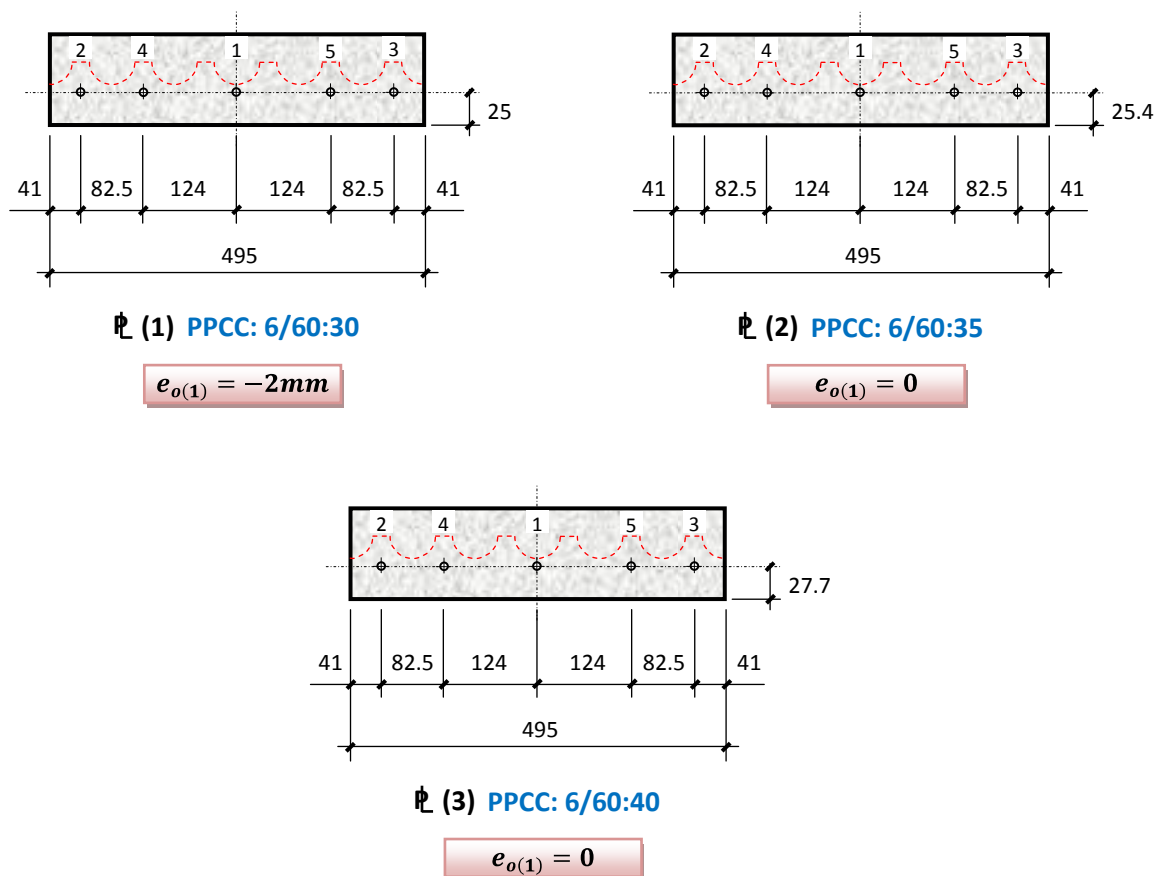 2 4 1 5 3
25
41 82.5 124 124 82.5 41
495
℄ (1) PPCC: 6/60:30
e_{o(1)} = −2mm
2 4 1 5 3
25.4
41 82.5 124 124 82.5 41
495
℄ (2) PPCC: 6/60:35
e_{o(1)} = 0
2 4 1 5 3
27.7
41 82.5 124 124 82.5 41
495
℄ (3) PPCC: 6/60:40
e_{o(1)} = 0